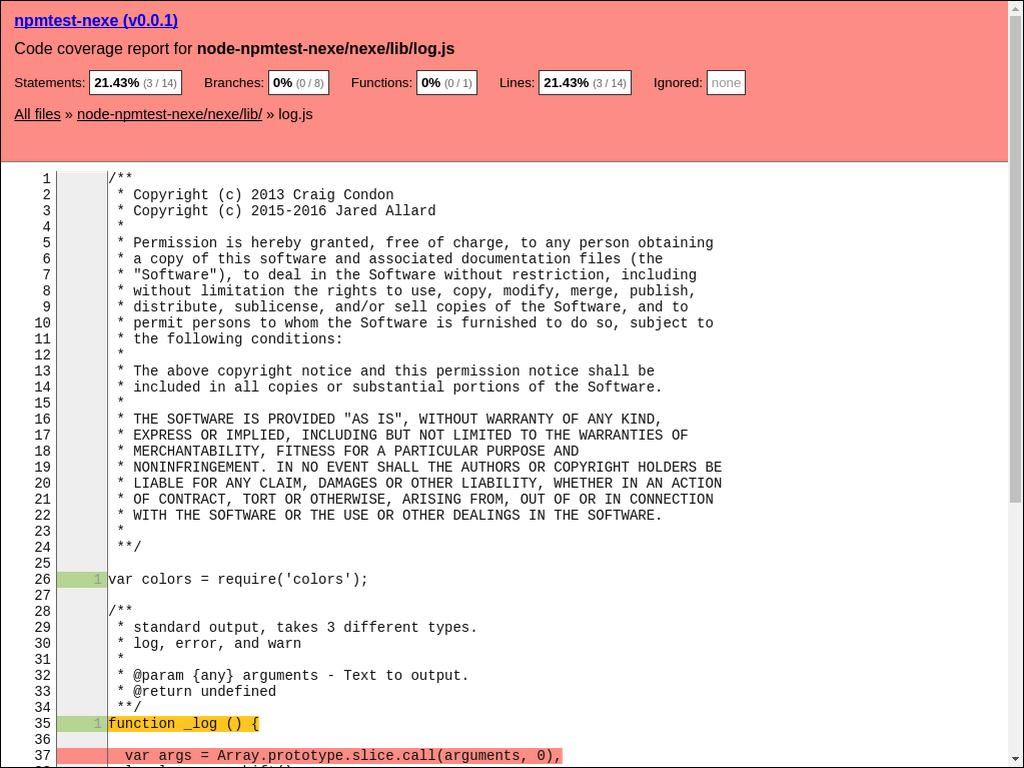 npmtest-nexe (v0.0.1)
Code coverage report for node-npmtest-nexe/nexe/lib/log.js
Statements: 21.43% (3 / 14) Branches: 0% (0 / 8) Functions: 0% (0 / 1) Lines: 21.43% (3 / 14) Ignored: none
All files » node-npmtest-nexe/nexe/lib/ » log.js
1 /**
2 * Copyright (c) 2013 Craig Condon
3 * Copyright (c) 2015-2016 Jared Allard
4 *
5 * Permission is hereby granted, free of charge, to any person obtaining
6 * a copy of this software and associated documentation files (the
7 * "Software"), to deal in the Software without restriction, including
8 * without limitation the rights to use, copy, modify, merge, publish,
9 * distribute, sublicense, and/or sell copies of the Software, and to
10 * permit persons to whom the Software is furnished to do so, subject to
11 * the following conditions:
12 *
13 * The above copyright notice and this permission notice shall be
14 * included in all copies or substantial portions of the Software.
15 *
16 * THE SOFTWARE IS PROVIDED "AS IS", WITHOUT WARRANTY OF ANY KIND,
17 * EXPRESS OR IMPLIED, INCLUDING BUT NOT LIMITED TO THE WARRANTIES OF
18 * MERCHANTABILITY, FITNESS FOR A PARTICULAR PURPOSE AND
19 * NONINFRINGEMENT. IN NO EVENT SHALL THE AUTHORS OR COPYRIGHT HOLDERS BE
20 * LIABLE FOR ANY CLAIM, DAMAGES OR OTHER LIABILITY, WHETHER IN AN ACTION
21 * OF CONTRACT, TORT OR OTHERWISE, ARISING FROM, OUT OF OR IN CONNECTION
22 * WITH THE SOFTWARE OR THE USE OR OTHER DEALINGS IN THE SOFTWARE.
23 *
24 **/
25
26 1 var colors = require('colors');
27
28 /**
29 * standard output, takes 3 different types.
30 * log, error, and warn
31 *
32 * @param {any} arguments - Text to output.
33 * @return undefined
34 **/
35 1 function _log () {
36
37 var args = Array.prototype.slice.call(arguments, 0),